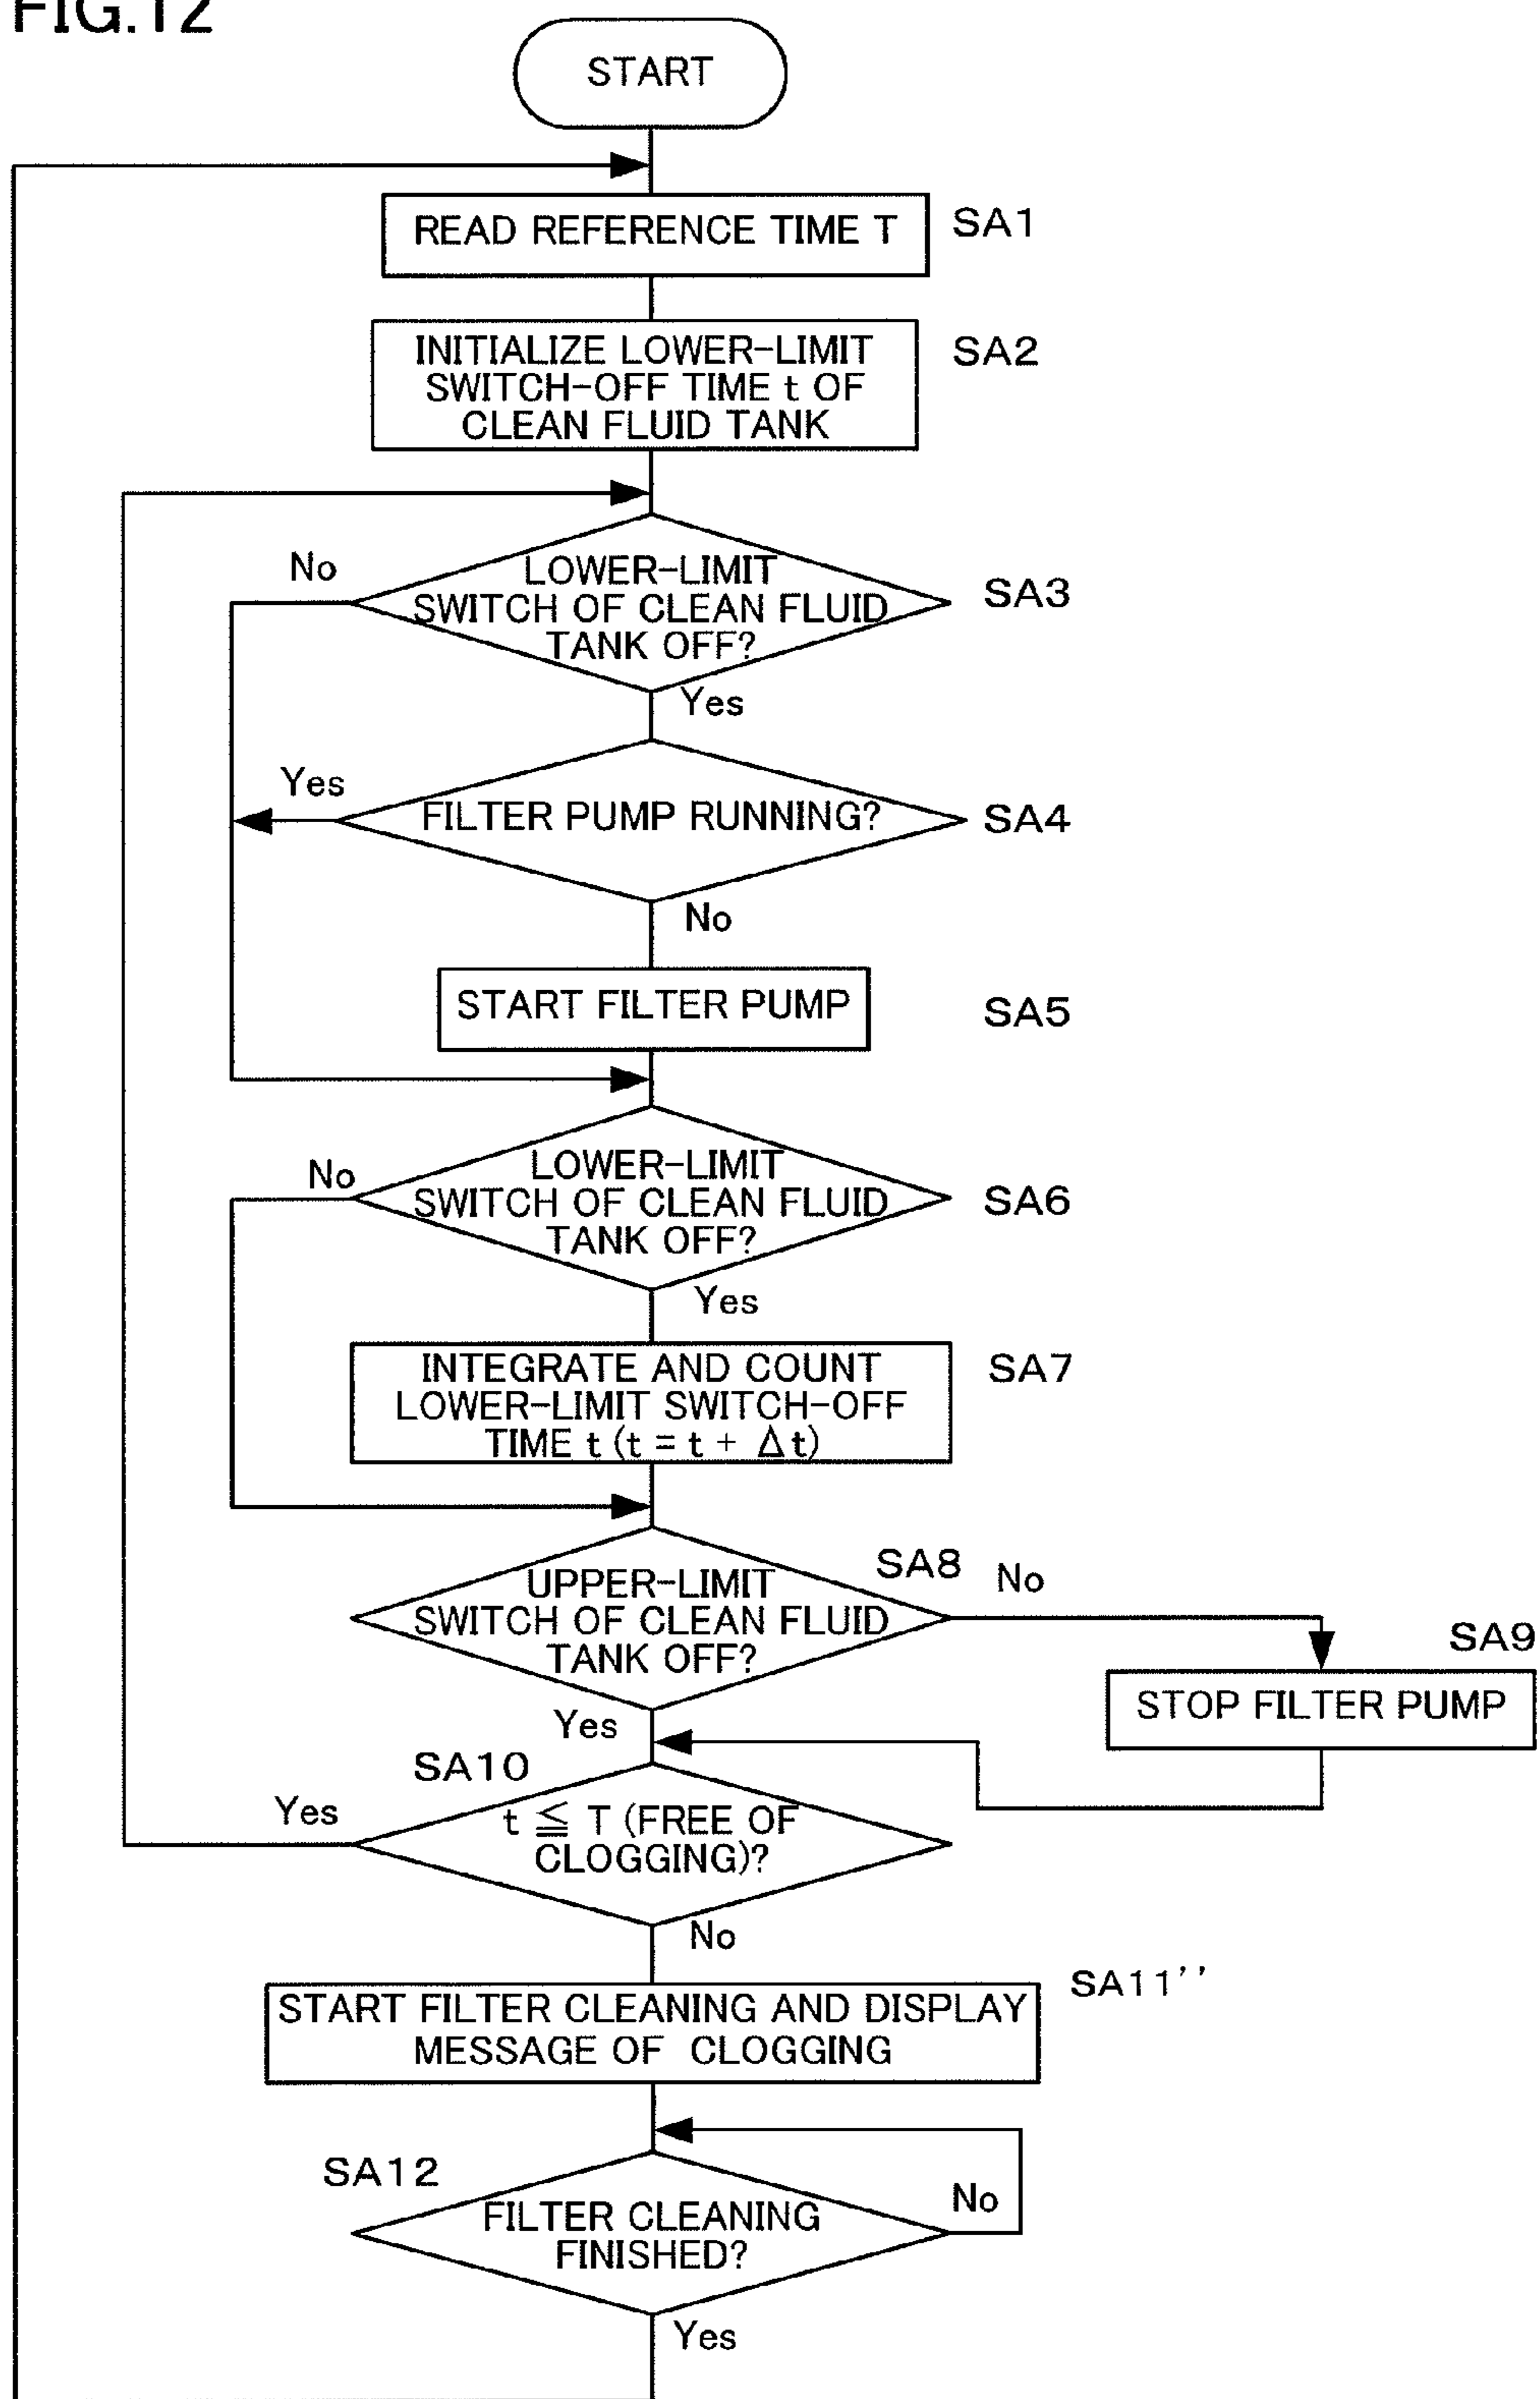 FIG.12
START
READ REFERENCE TIME T
SA1
INITIALIZE LOWER-LIMIT
SWITCH-OFF TIME t OF
CLEAN FLUID TANK
SA2
No
LOWER-LIMIT
SWITCH OF CLEAN FLUID
TANK OFF?
SA3
Yes
Yes
FILTER PUMP RUNNING?
SA4
No
START FILTER PUMP
SA5
No
LOWER-LIMIT
SWITCH OF CLEAN FLUID
TANK OFF?
SA6
Yes
INTEGRATE AND COUNT
LOWER-LIMIT SWITCH-OFF
TIME t (t = t + Δt)
SA7
UPPER-LIMIT
SWITCH OF CLEAN FLUID
TANK OFF?
SA8
No
SA9
STOP FILTER PUMP
Yes
SA10
Yes
t ≦ T (FREE OF
CLOGGING)?
No
START FILTER CLEANING AND DISPLAY
MESSAGE OF CLOGGING
SA11''
SA12
FILTER CLEANING
FINISHED?
No
Yes